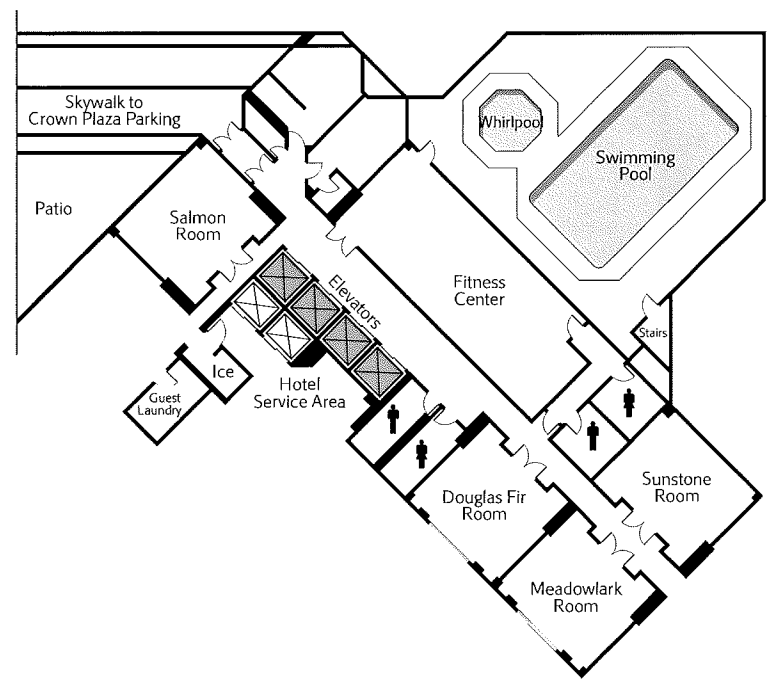 Skywalk to
Crown Plaza Parking
Whirlpool
Swimming
Pool
Patio
Salmon
Room
Elevators
Fitness
Center
Stairs
Ice
Hotel
Service Area
Guest
Laundry
Douglas Fir
Room
Sunstone
Room
Meadowlark
Room